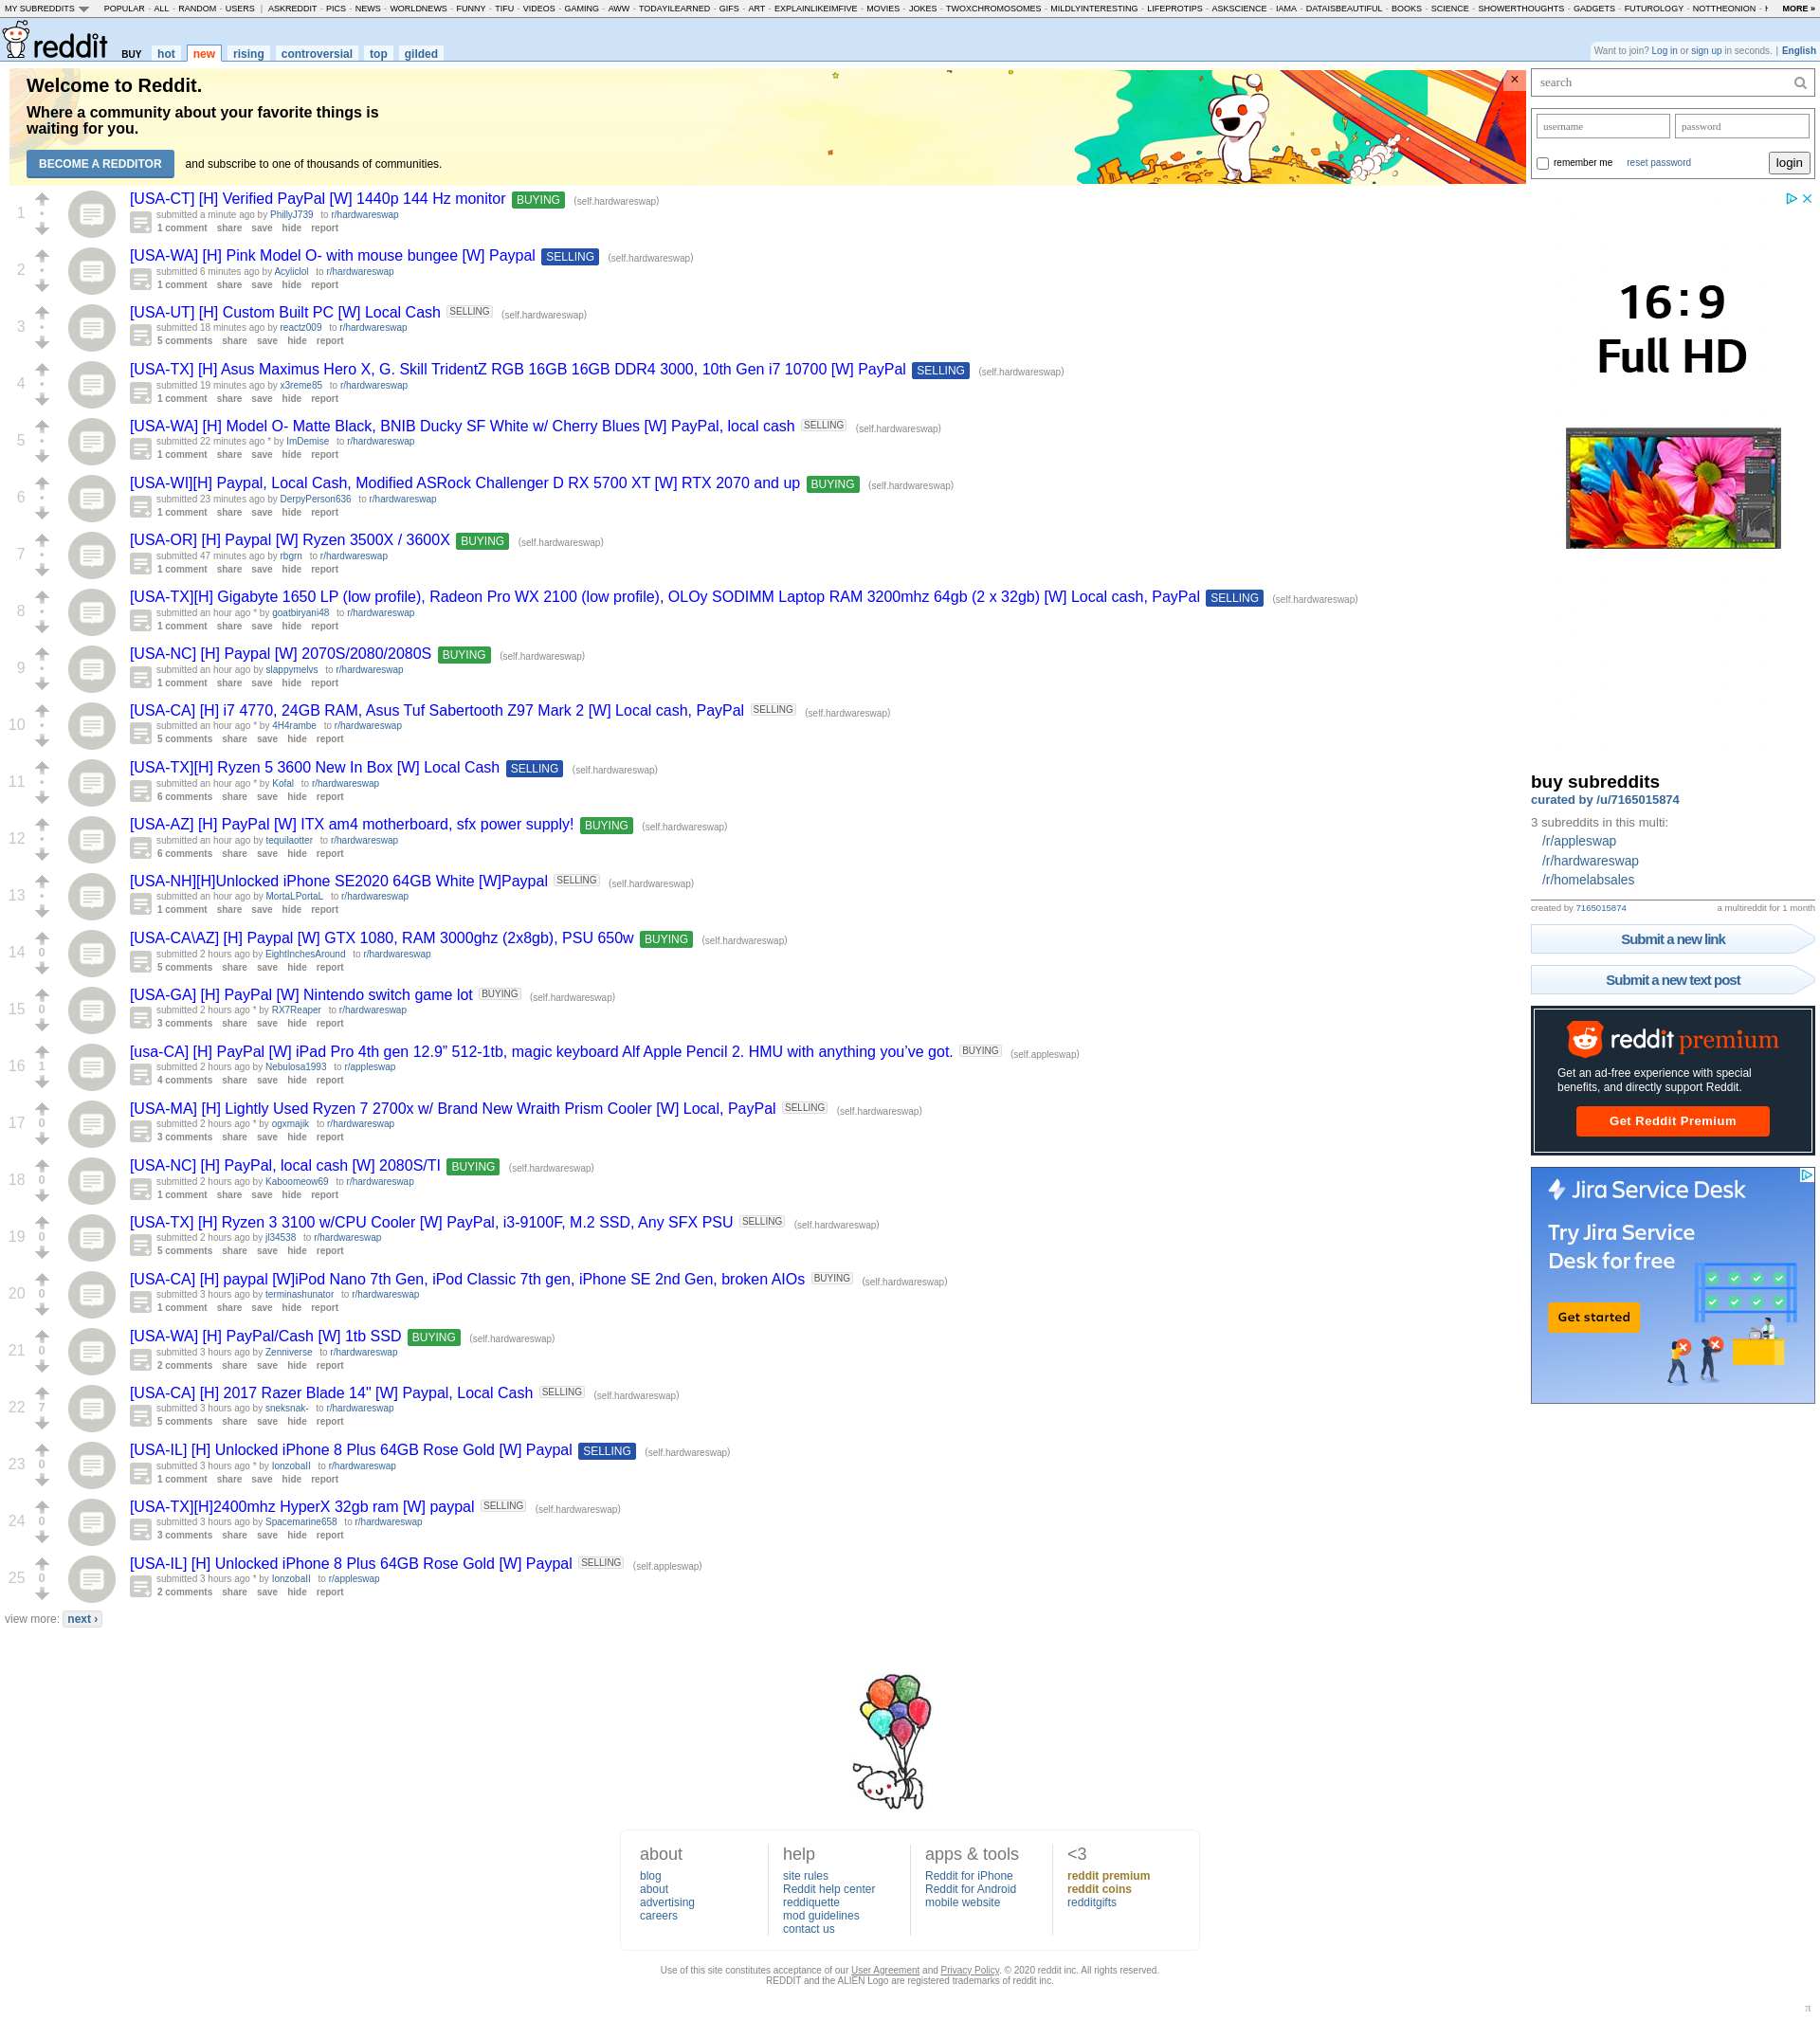 MY SUBREDDITS POPULAR - ALL - RANDOM - USERS | ASKREDDIT - PICS - NEWS - WORLDNEWS - FUNNY - TIFU - VIDEOS - GAMING - AWW - TODAYILEARNED - GIFS - ART - EXPLAINLIKEIMFIVE - MOVIES - JOKES - TWOXCHROMOSOMES - MILDLYINTERESTING - LIFEPROTIPS - ASKSCIENCE - IAMA - DATAISBEAUTIFUL - BOOKS - SCIENCE - SHOWERTHOUGHTS - GADGETS - FUTUROLOGY - NOTTHEONION - MORE »
reddit BUY hot new rising controversial top gilded
Want to join? Log in or sign up in seconds. | English
Welcome to Reddit.
Where a community about your favorite things is
waiting for you.
BECOME A REDDITOR and subscribe to one of thousands of communities.
×
search
username password
remember me reset password login
1 [USA-CT] [H] Verified PayPal [W] 1440p 144 Hz monitor BUYING (self.hardwareswap)
submitted a minute ago by PhillyJ739 to r/hardwareswap
1 comment share save hide report
2 [USA-WA] [H] Pink Model O- with mouse bungee [W] Paypal SELLING (self.hardwareswap)
submitted 6 minutes ago by Acyliclol to r/hardwareswap
1 comment share save hide report
3 [USA-UT] [H] Custom Built PC [W] Local Cash SELLING (self.hardwareswap)
submitted 18 minutes ago by reactz009 to r/hardwareswap
5 comments share save hide report
4 [USA-TX] [H] Asus Maximus Hero X, G. Skill TridentZ RGB 16GB 16GB DDR4 3000, 10th Gen i7 10700 [W] PayPal SELLING (self.hardwareswap)
submitted 19 minutes ago by x3reme85 to r/hardwareswap
1 comment share save hide report
5 [USA-WA] [H] Model O- Matte Black, BNIB Ducky SF White w/ Cherry Blues [W] PayPal, local cash SELLING (self.hardwareswap)
submitted 22 minutes ago * by ImDemise to r/hardwareswap
1 comment share save hide report
6 [USA-WI][H] Paypal, Local Cash, Modified ASRock Challenger D RX 5700 XT [W] RTX 2070 and up BUYING (self.hardwareswap)
submitted 23 minutes ago by DerpyPerson636 to r/hardwareswap
1 comment share save hide report
7 [USA-OR] [H] Paypal [W] Ryzen 3500X / 3600X BUYING (self.hardwareswap)
submitted 47 minutes ago by rbgrn to r/hardwareswap
1 comment share save hide report
8 [USA-TX][H] Gigabyte 1650 LP (low profile), Radeon Pro WX 2100 (low profile), OLOy SODIMM Laptop RAM 3200mhz 64gb (2 x 32gb) [W] Local cash, PayPal SELLING (self.hardwareswap)
submitted an hour ago * by goatbiryani48 to r/hardwareswap
1 comment share save hide report
9 [USA-NC] [H] Paypal [W] 2070S/2080/2080S BUYING (self.hardwareswap)
submitted an hour ago by slappymelvs to r/hardwareswap
1 comment share save hide report
10 [USA-CA] [H] i7 4770, 24GB RAM, Asus Tuf Sabertooth Z97 Mark 2 [W] Local cash, PayPal SELLING (self.hardwareswap)
submitted an hour ago * by 4H4rambe to r/hardwareswap
5 comments share save hide report
11 [USA-TX][H] Ryzen 5 3600 New In Box [W] Local Cash SELLING (self.hardwareswap)
submitted an hour ago * by Kofal to r/hardwareswap
6 comments share save hide report
12 [USA-AZ] [H] PayPal [W] ITX am4 motherboard, sfx power supply! BUYING (self.hardwareswap)
submitted an hour ago by tequilaotter to r/hardwareswap
6 comments share save hide report
13 [USA-NH][H]Unlocked iPhone SE2020 64GB White [W]Paypal SELLING (self.hardwareswap)
submitted an hour ago by MortaLPortaL to r/hardwareswap
1 comment share save hide report
14 0 [USA-CA\AZ] [H] Paypal [W] GTX 1080, RAM 3000ghz (2x8gb), PSU 650w BUYING (self.hardwareswap)
submitted 2 hours ago by EightInchesAround to r/hardwareswap
5 comments share save hide report
15 0 [USA-GA] [H] PayPal [W] Nintendo switch game lot BUYING (self.hardwareswap)
submitted 2 hours ago * by RX7Reaper to r/hardwareswap
3 comments share save hide report
16 1 [usa-CA] [H] PayPal [W] iPad Pro 4th gen 12.9” 512-1tb, magic keyboard Alf Apple Pencil 2. HMU with anything you’ve got. BUYING (self.appleswap)
submitted 2 hours ago by Nebulosa1993 to r/appleswap
4 comments share save hide report
17 0 [USA-MA] [H] Lightly Used Ryzen 7 2700x w/ Brand New Wraith Prism Cooler [W] Local, PayPal SELLING (self.hardwareswap)
submitted 2 hours ago * by ogxmajik to r/hardwareswap
3 comments share save hide report
18 0 [USA-NC] [H] PayPal, local cash [W] 2080S/TI BUYING (self.hardwareswap)
submitted 2 hours ago by Kaboomeow69 to r/hardwareswap
1 comment share save hide report
19 0 [USA-TX] [H] Ryzen 3 3100 w/CPU Cooler [W] PayPal, i3-9100F, M.2 SSD, Any SFX PSU SELLING (self.hardwareswap)
submitted 2 hours ago by jl34538 to r/hardwareswap
5 comments share save hide report
20 0 [USA-CA] [H] paypal [W]iPod Nano 7th Gen, iPod Classic 7th gen, iPhone SE 2nd Gen, broken AIOs BUYING (self.hardwareswap)
submitted 3 hours ago by terminashunator to r/hardwareswap
1 comment share save hide report
21 0 [USA-WA] [H] PayPal/Cash [W] 1tb SSD BUYING (self.hardwareswap)
submitted 3 hours ago by Zenniverse to r/hardwareswap
2 comments share save hide report
22 7 [USA-CA] [H] 2017 Razer Blade 14" [W] Paypal, Local Cash SELLING (self.hardwareswap)
submitted 3 hours ago by sneksnak- to r/hardwareswap
5 comments share save hide report
23 0 [USA-IL] [H] Unlocked iPhone 8 Plus 64GB Rose Gold [W] Paypal SELLING (self.hardwareswap)
submitted 3 hours ago * by to r/hardwareswap
1 comment share save hide report
24 0 [USA-TX][H]2400mhz HyperX 32gb ram [W] paypal SELLING (self.hardwareswap)
submitted 3 hours ago by Spacemarine658 to r/hardwareswap
3 comments share save hide report
25 0 [USA-IL] [H] Unlocked iPhone 8 Plus 64GB Rose Gold [W] Paypal SELLING (self.appleswap)
submitted 3 hours ago * by to r/appleswap
2 comments share save hide report
view more: next ›
16:9
Full HD
buy subreddits
curated by /u/7165015874
3 subreddits in this multi:
/r/appleswap
/r/hardwareswap
/r/homelabsales
created by 7165015874 a multireddit for 1 month
Submit a new link
Submit a new text post
reddit premium
Get an ad-free experience with special
benefits, and directly support Reddit.
Get Reddit Premium
Jira Service Desk
Try Jira Service
Desk for free
Get started
about
blog
about
advertising
careers
help
site rules
Reddit help center
reddiquette
mod guidelines
contact us
apps & tools
Reddit for iPhone
Reddit for Android
mobile website
<3
reddit premium
reddit coins
redditgifts
Use of this site constitutes acceptance of our User Agreement and Privacy Policy. © 2020 reddit inc. All rights reserved.
REDDIT and the ALIEN Logo are registered trademarks of reddit inc.
π